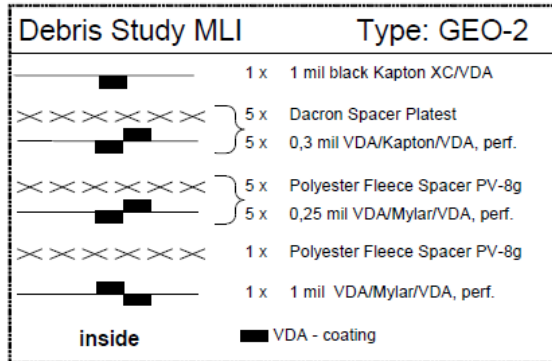 Debris Study MLI Type: GEO-2
1 x 1 mil black Kapton XC/VDA
5 x Dacron Spacer Platest
5 x 0,3 mil VDA/Kapton/VDA, perf.
5 x Polyester Fleece Spacer PV-8g
5 x 0,25 mil VDA/Mylar/VDA, perf.
1 x Polyester Fleece Spacer PV-8g
1 x 1 mil VDA/Mylar/VDA, perf.
inside VDA - coating